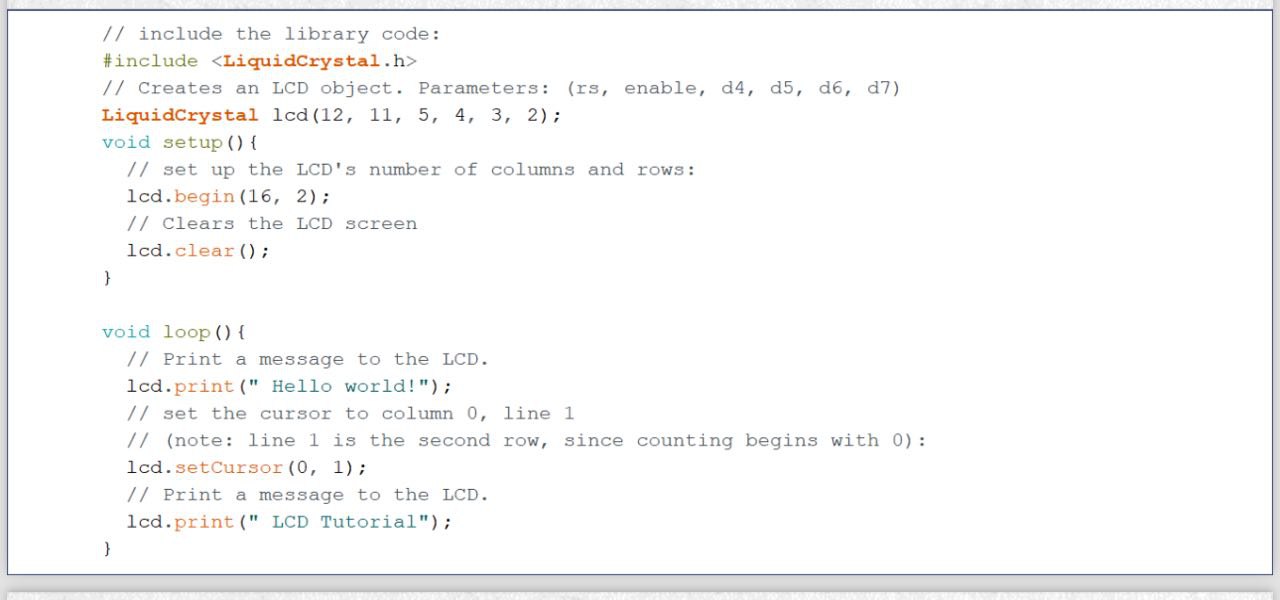 // include the library code:
#include <LiquidCrystal.h>
// Creates an LCD object. Parameters: (rs, enable, d4, d5, d6, d7)
LiquidCrystal lcd(12, 11, 5, 4, 3, 2);
void setup(){
  // set up the LCD's number of columns and rows:
  lcd.begin(16, 2);
  // Clears the LCD screen
  lcd.clear();
}

void loop(){
  // Print a message to the LCD.
  lcd.print(" Hello world!");
  // set the cursor to column 0, line 1
  // (note: line 1 is the second row, since counting begins with 0):
  lcd.setCursor(0, 1);
  // Print a message to the LCD.
  lcd.print(" LCD Tutorial");
}